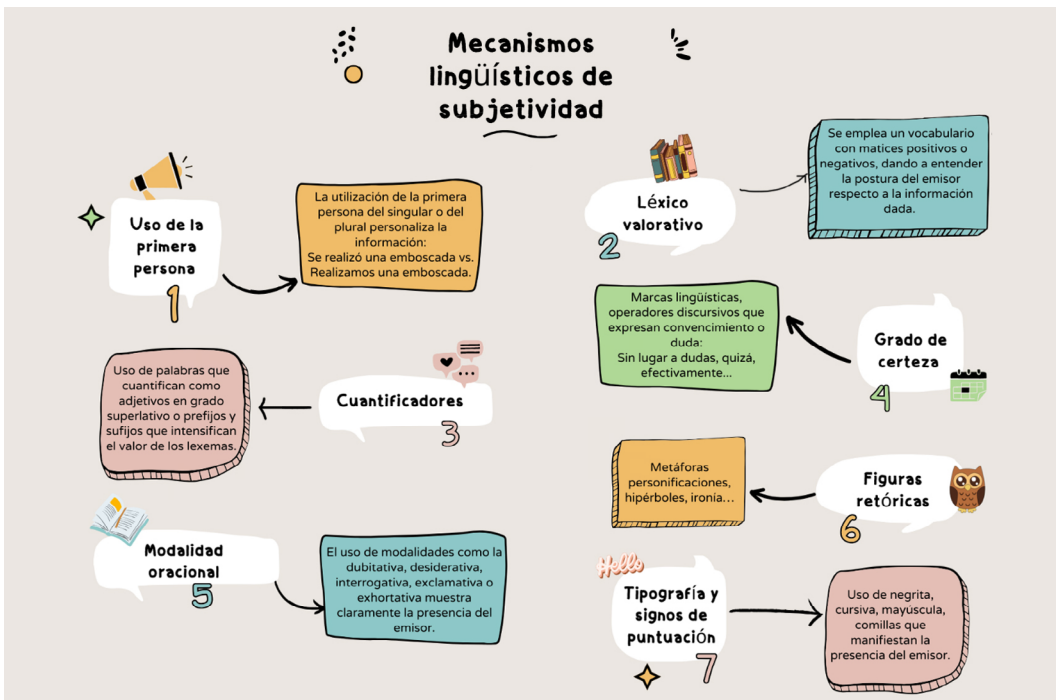 Mecanismos
lingüísticos de
subjetividad
Uso de la
primera
persona
1
La utilización de la primera
persona del singular o del
plural personaliza la
información:
Se realizó una emboscada vs.
Realizamos una emboscada.
Léxico
valorativo
2
Se emplea un vocabulario
con matices positivos o
negativos, dando a entender
la postura del emisor
respecto a la información
dada.
Cuantificadores
3
Uso de palabras que
cuantifican como
adjetivos en grado
superlativo o prefijos y
sufijos que intensifican
el valor de los lexemas.
Grado de
certeza
4
Marcas lingüísticas,
operadores discursivos que
expresan convencimiento o
duda:
Sin lugar a dudas, quizá,
efectivamente...
Modalidad
oracional
5
El uso de modalidades como la
dubitativa, desiderativa,
interrogativa, exclamativa o
exhortativa muestra
claramente la presencia del
emisor.
Figuras
retóricas
6
Metáforas
personificaciones,
hipérboles, ironía...
Hello
Tipografía y
signos de
puntuación
7
Uso de negrita,
cursiva, mayúscula,
comillas que
manifiestan la
presencia del emisor.